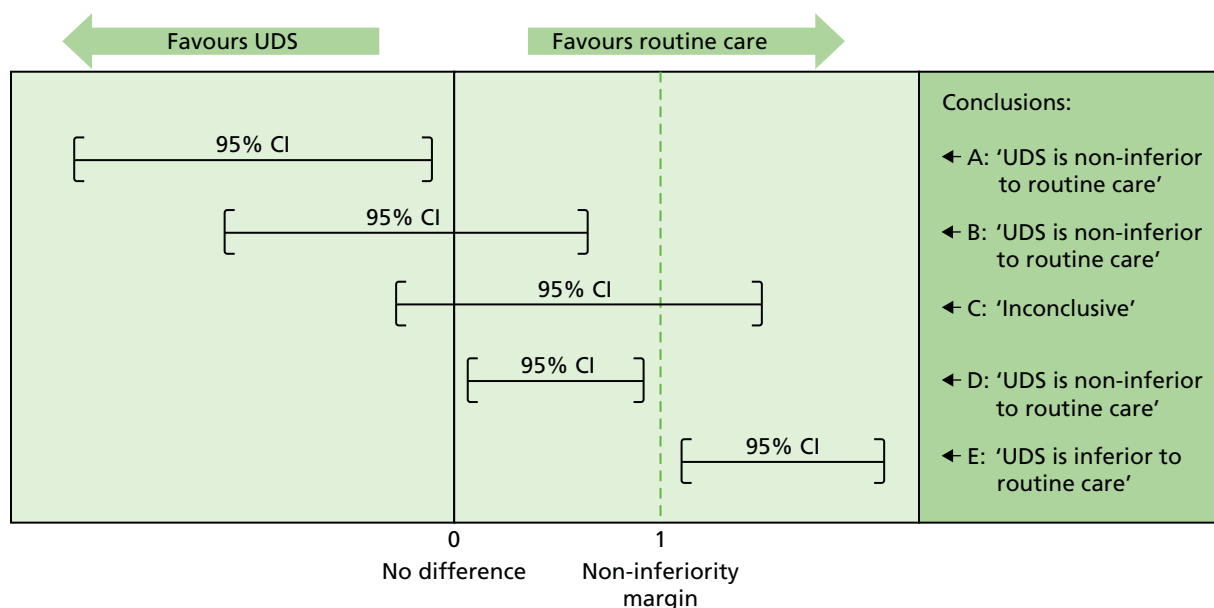 Favours UDS
Favours routine care
Conclusions:
95% CI
A: ‘UDS is non-inferior
to routine care’
95% CI
B: ‘UDS is non-inferior
to routine care’
95% CI
C: ‘Inconclusive’
95% CI
D: ‘UDS is non-inferior
to routine care’
95% CI
E: ‘UDS is inferior to
routine care’
0
No difference
1
Non-inferiority
margin